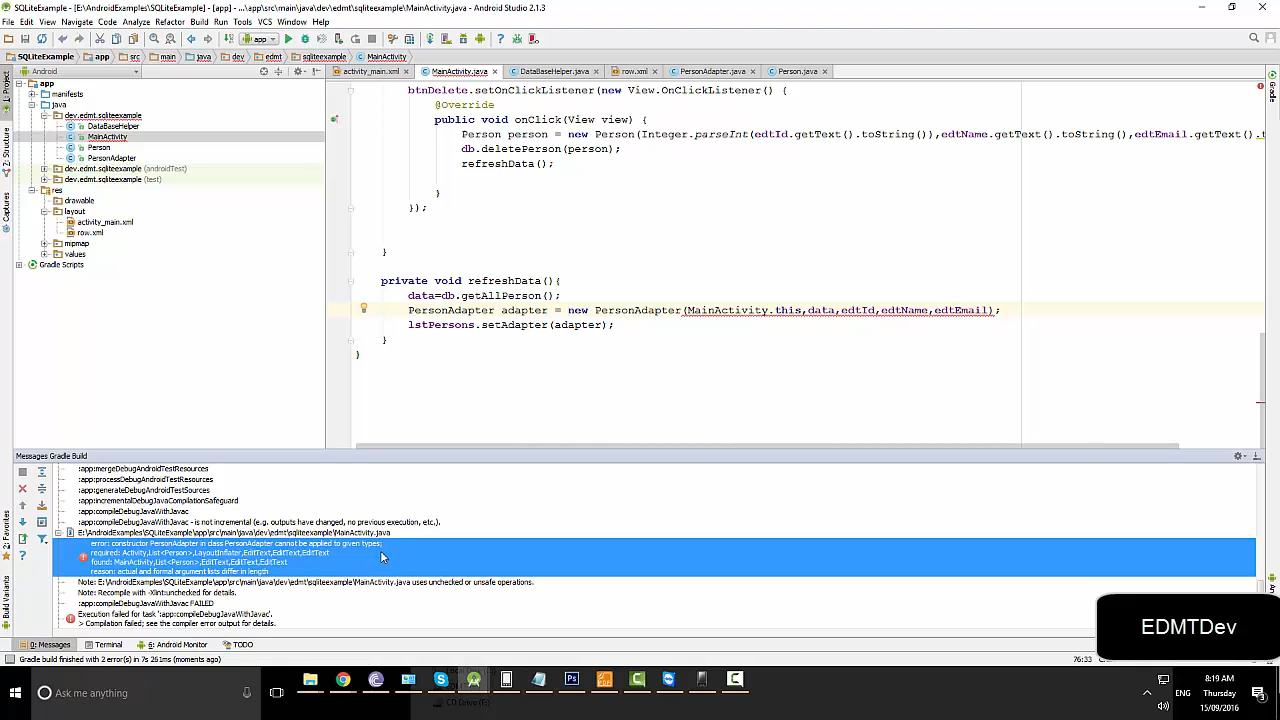 SQLiteExample - [E:\AndroidExamples\SQLiteExample] - [app] - ...\app\src\main\java\dev\edmt\sqliteexample\MainActivity.java - Android Studio 2.1.3
File Edit View Navigate Code Analyze Refactor Build Run Tools VCS Window Help
app
SQLiteExample app src main java dev edmt sqliteexample MainActivity
Android
activity_main.xml MainActivity.java DataBaseHelper.java row.xml PersonAdapter.java Person.java
1: Project
Z: Structure
Captures
2: Favorites
Build Variants
Gradle
app
manifests
java
dev.edmt.sqliteexample
DataBaseHelper
MainActivity
Person
PersonAdapter
dev.edmt.sqliteexample (androidTest)
dev.edmt.sqliteexample (test)
res
drawable
layout
activity_main.xml
row.xml
mipmap
values
Gradle Scripts
btnDelete.setOnClickListener(new View.OnClickListener() {
@Override
public void onClick(View view) {
Person person = new Person(Integer.parseInt(edtId.getText().toString()),edtName.getText().toString(),edtEmail.getText().t
db.deletePerson(person);
refreshData();
}
});
}
private void refreshData(){
data=db.getAllPerson();
PersonAdapter adapter = new PersonAdapter(MainActivity.this,data,edtId,edtName,edtEmail);
lstPersons.setAdapter(adapter);
}
}
Messages Gradle Build
:app:mergeDebugAndroidTestResources
:app:processDebugAndroidTestResources
:app:generateDebugAndroidTestSources
:app:incrementalDebugJavaCompilationSafeguard
:app:compileDebugJavaWithJavac
:app:compileDebugJavaWithJavac - is not incremental (e.g. outputs have changed, no previous execution, etc.).
E:\AndroidExamples\SQLiteExample\app\src\main\java\dev\edmt\sqliteexample\MainActivity.java
error: constructor PersonAdapter in class PersonAdapter cannot be applied to given types;
required: Activity,List<Person>,LayoutInflater,EditText,EditText,EditText
found: MainActivity,List<Person>,EditText,EditText,EditText
reason: actual and formal argument lists differ in length
Note: E:\AndroidExamples\SQLiteExample\app\src\main\java\dev\edmt\sqliteexample\MainActivity.java uses unchecked or unsafe operations.
Note: Recompile with -Xlint:unchecked for details.
:app:compileDebugJavaWithJavac FAILED
Execution failed for task ':app:compileDebugJavaWithJavac'.
> Compilation failed; see the compiler error output for details.
EDMTDev
0: Messages Terminal 6: Android Monitor TODO
Gradle build finished with 2 error(s) in 7s 261ms (moments ago)
76:33
Ask me anything
CD Drive (E:)
ENG
8:19 AM
Thursday
15/09/2016
3